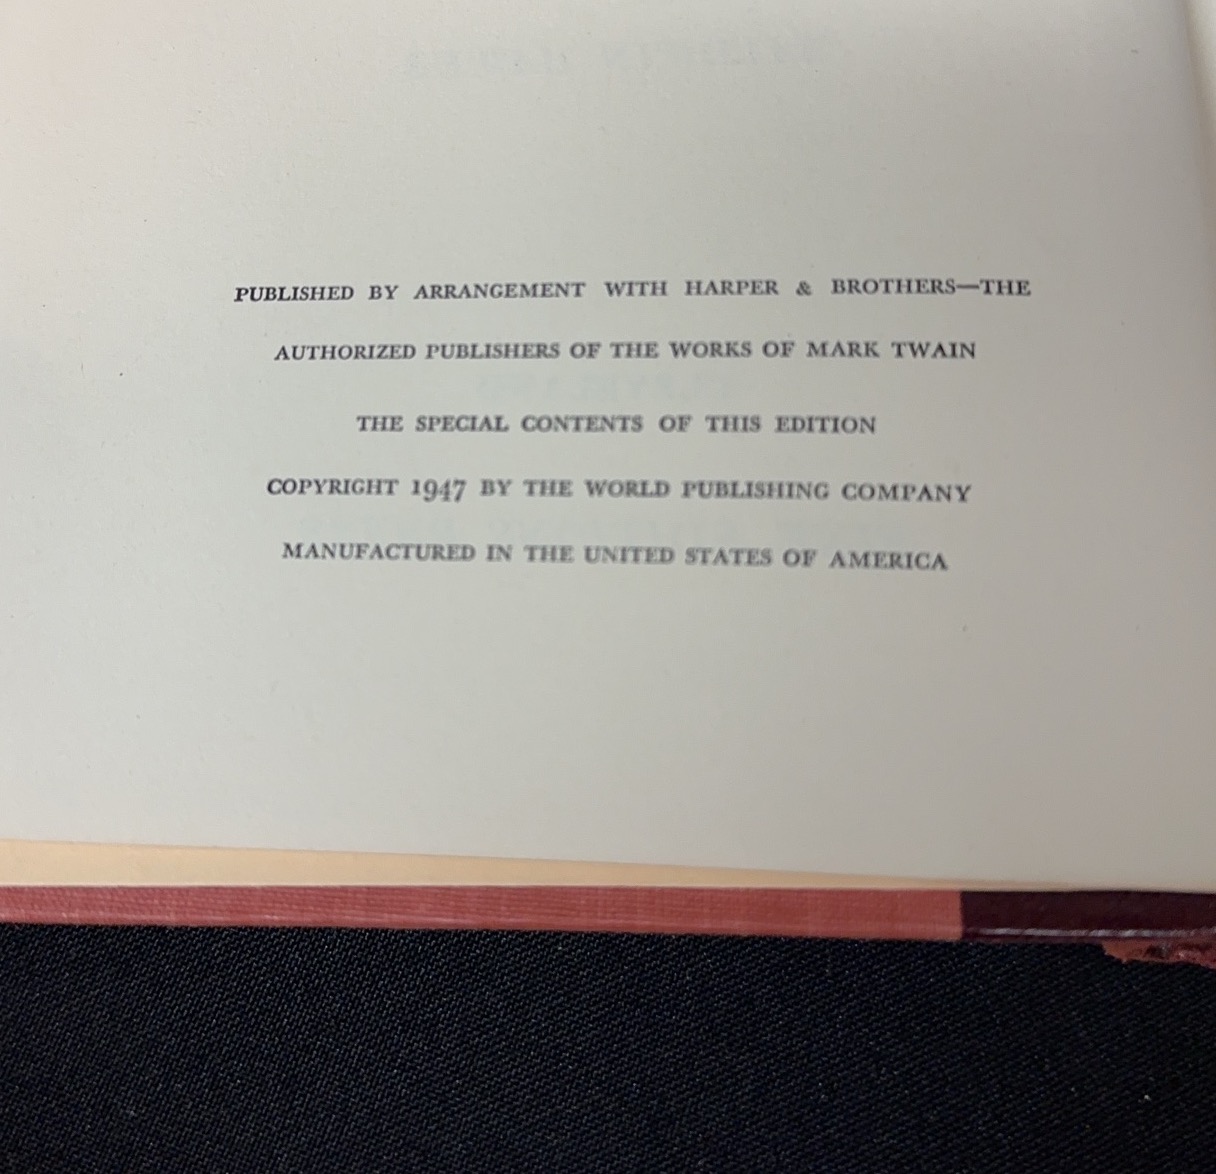 PUBLISHED BY ARRANGEMENT WITH HARPER & BROTHERS—THE
AUTHORIZED PUBLISHERS OF THE WORKS OF MARK TWAIN
THE SPECIAL CONTENTS OF THIS EDITION
COPYRIGHT 1947 BY THE WORLD PUBLISHING COMPANY
MANUFACTURED IN THE UNITED STATES OF AMERICA